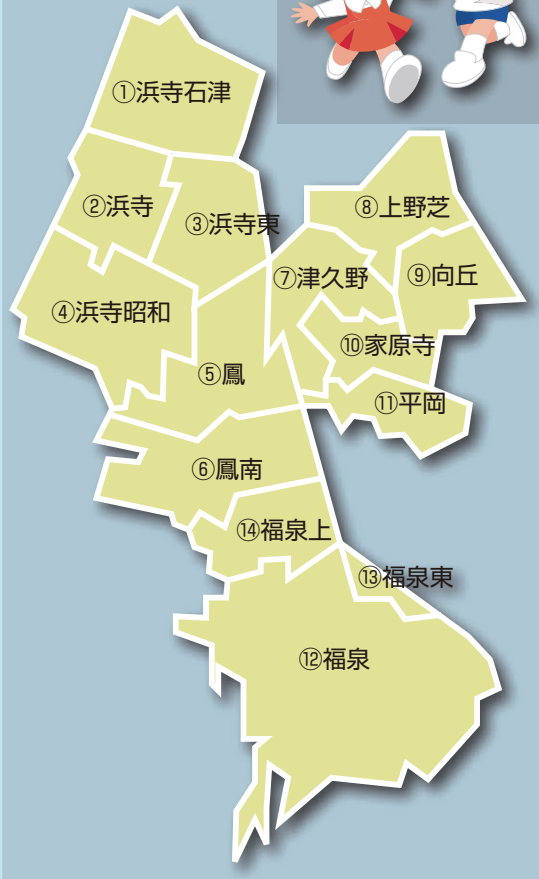 ①浜寺石津
②浜寺
③浜寺東
④浜寺昭和
⑤鳳
⑥鳳南
⑦津久野
⑧上野芝
⑨向丘
⑩家原寺
⑪平岡
⑭福泉上
⑬福泉東
⑫福泉